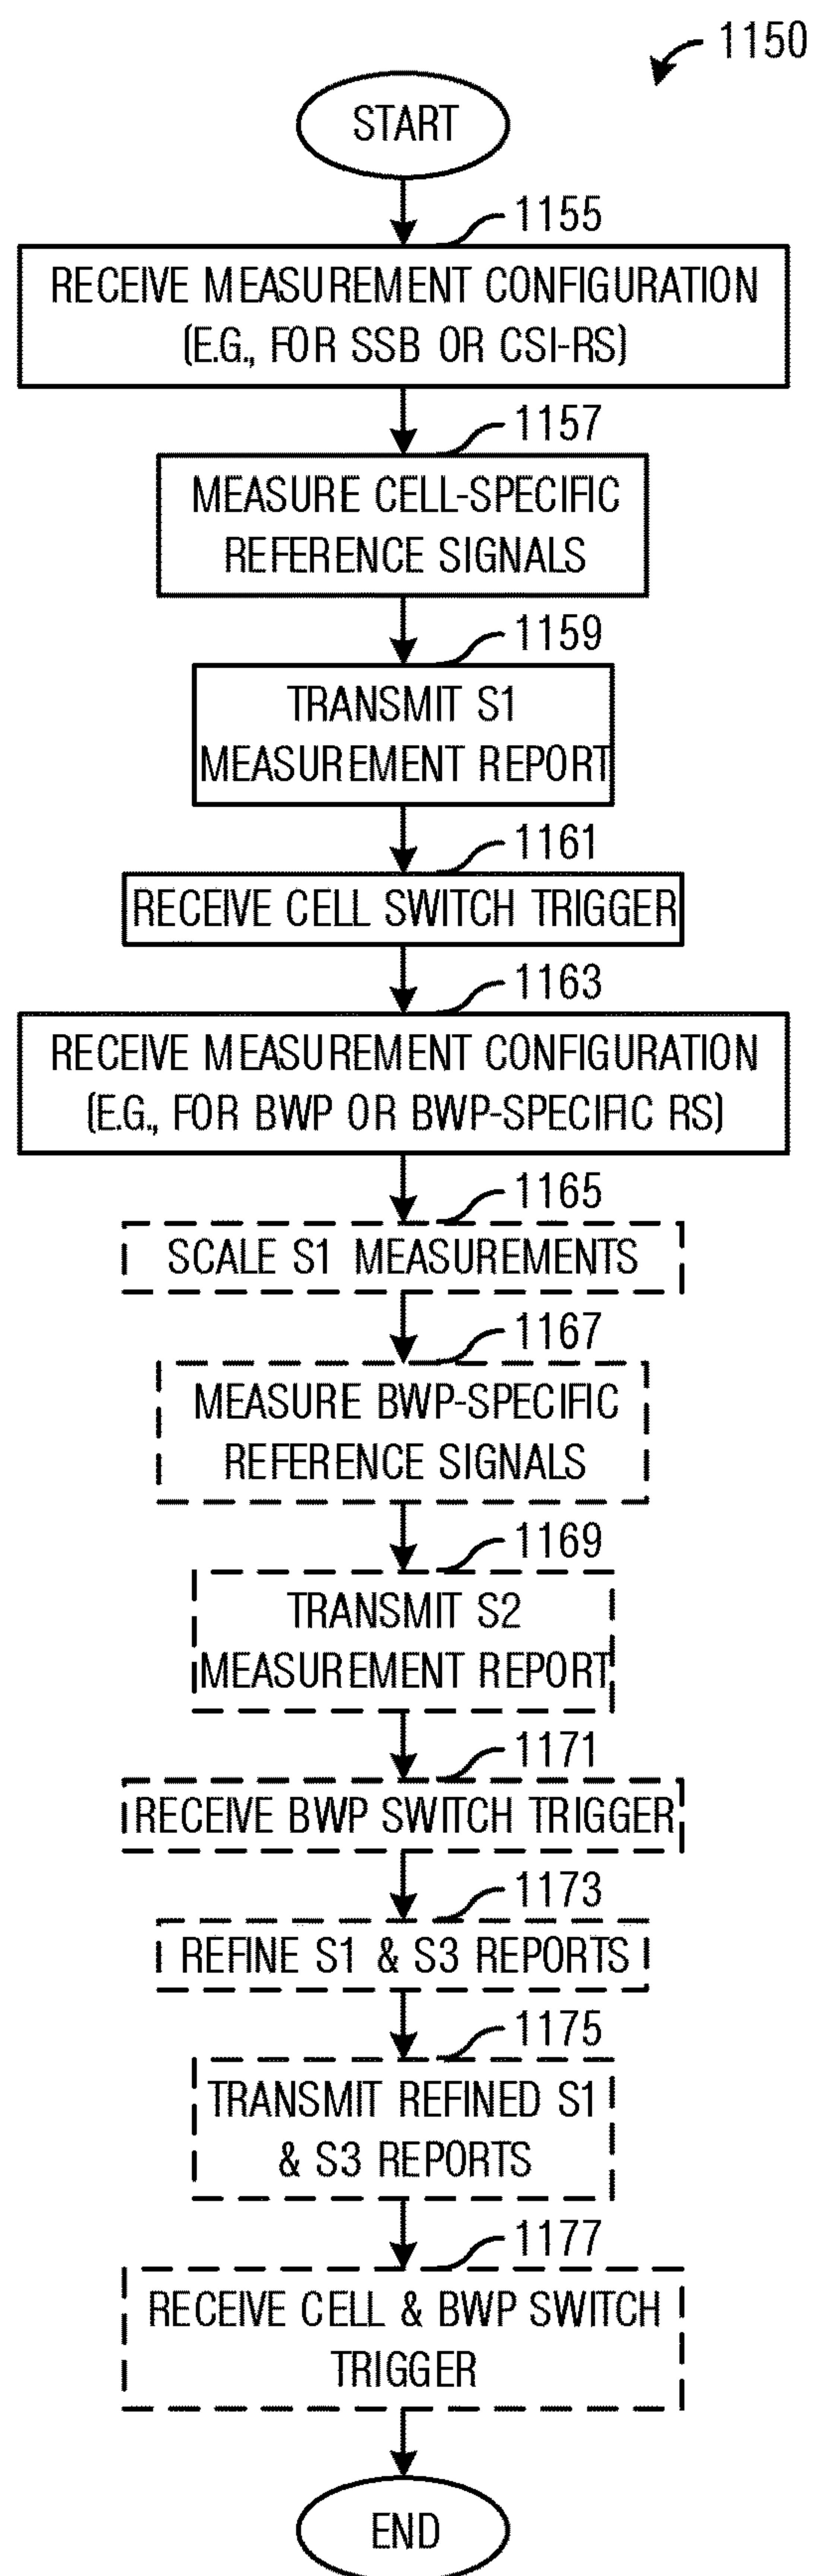 1150
START
1155
RECEIVE MEASUREMENT CONFIGURATION
(E.G., FOR SSB OR CSI-RS)
1157
MEASURE CELL-SPECIFIC
REFERENCE SIGNALS
1159
TRANSMIT S1
MEASUREMENT REPORT
1161
RECEIVE CELL SWITCH TRIGGER
1163
RECEIVE MEASUREMENT CONFIGURATION
(E.G., FOR BWP OR BWP-SPECIFIC RS)
1165
SCALE S1 MEASUREMENTS
1167
MEASURE BWP-SPECIFIC
REFERENCE SIGNALS
1169
TRANSMIT S2
MEASUREMENT REPORT
1171
RECEIVE BWP SWITCH TRIGGER
1173
REFINE S1 & S3 REPORTS
1175
TRANSMIT REFINED S1
& S3 REPORTS
1177
RECEIVE CELL & BWP SWITCH
TRIGGER
END